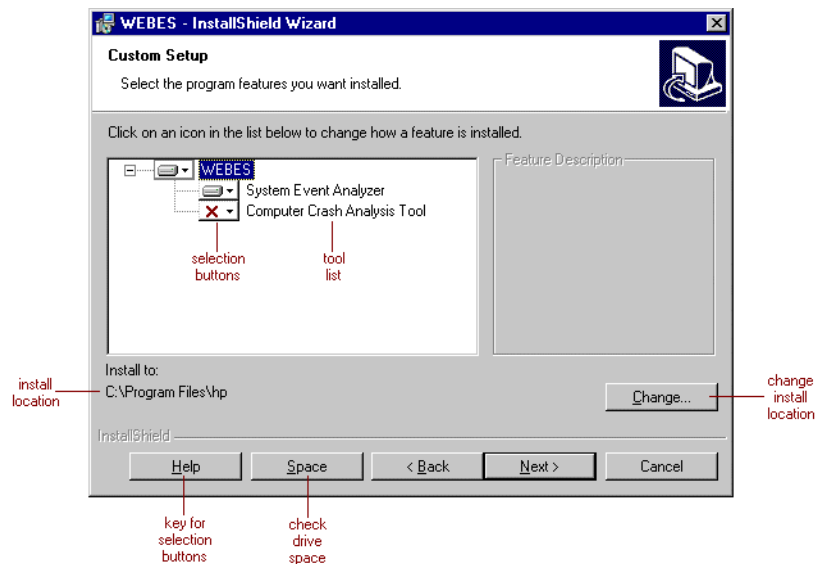 WEBES - InstallShield Wizard
Custom Setup
Select the program features you want installed.
Click on an icon in the list below to change how a feature is installed.
WEBES
System Event Analyzer
Computer Crash Analysis Tool
selection
buttons
tool
list
Feature Description
Install to:
C:\Program Files\hp
install
location
Change...
change
install
location
InstallShield
Help
Space
< Back
Next >
Cancel
key for
selection
buttons
check
drive
space